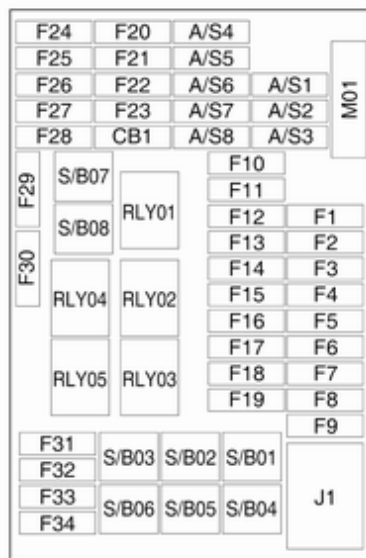 F24 F20 A/S4
F25 F21 A/S5
F26 F22 A/S6 A/S1
F27 F23 A/S7 A/S2
F28 CB1 A/S8 A/S3
M01
F29
F30
S/B07
S/B08
RLY01
RLY04 RLY02
RLY05 RLY03
F10
F11
F12 F1
F13 F2
F14 F3
F15 F4
F16 F5
F17 F6
F18 F7
F19 F8
F9
F31
F32
F33
F34
S/B03 S/B02 S/B01
S/B06 S/B05 S/B04
J1